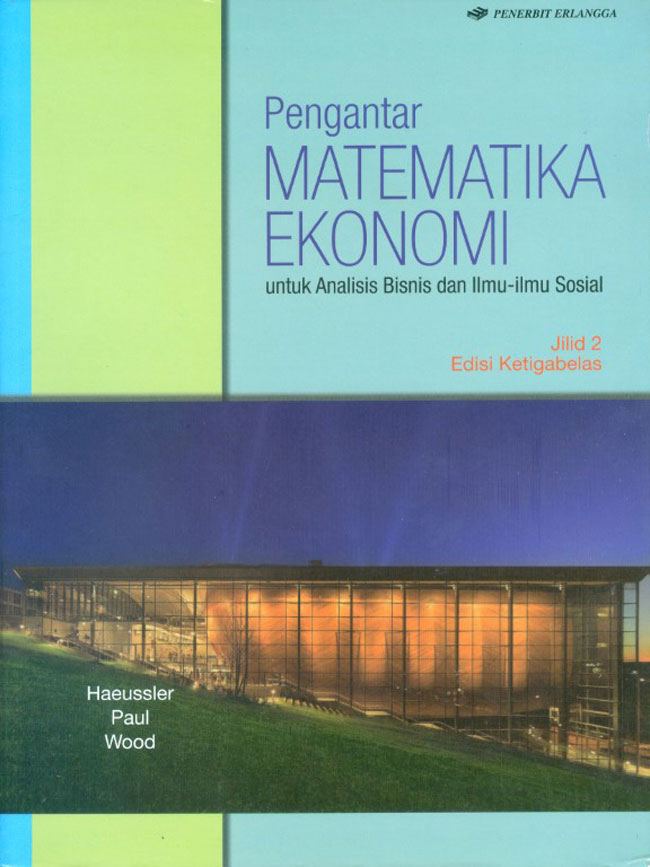 PENERBIT ERLANGGA
Pengantar
MATEMATIKA
EKONOMI
untuk Analisis Bisnis dan Ilmu-ilmu Sosial
Jilid 2
Edisi Ketigabelas
Haeussler
Paul
Wood